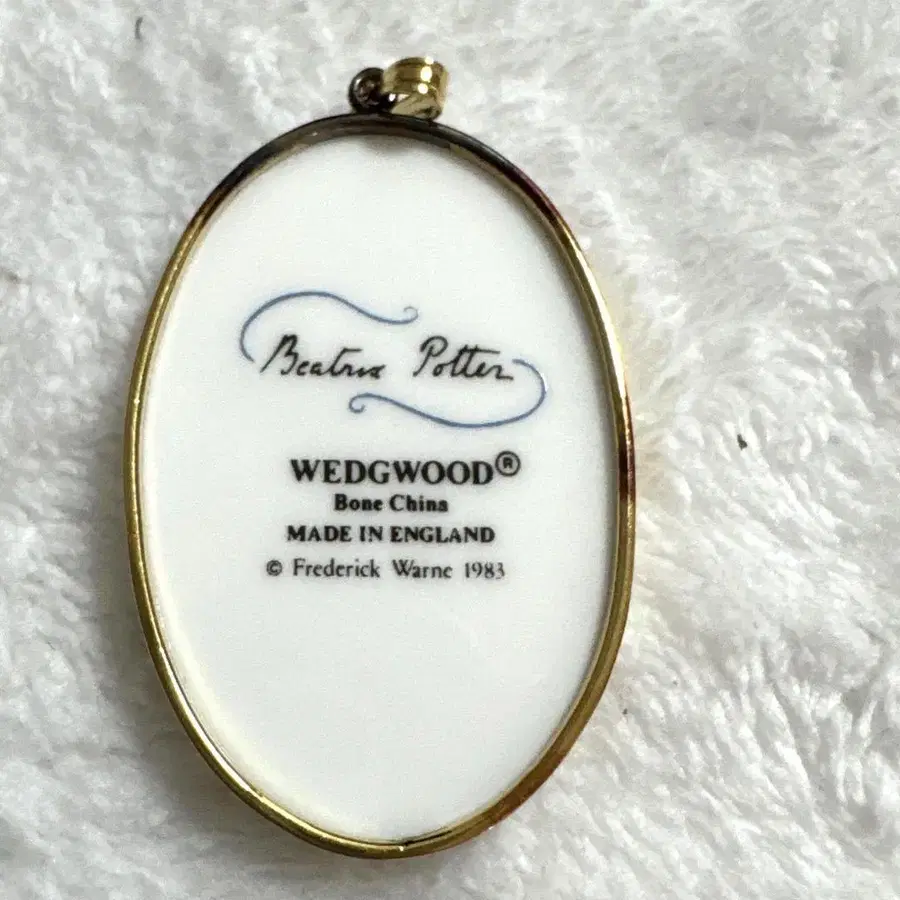 Beatrix Potter
WEDGWOOD®
Bone China
MADE IN ENGLAND
© Frederick Warne 1983